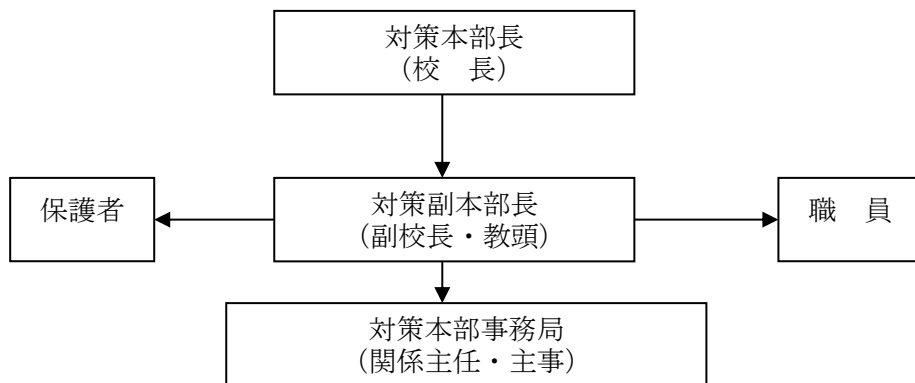 対策本部長
（校　長）
保護者
対策副本部長
（副校長・教頭）
職　員
対策本部事務局
（関係主任・主事）